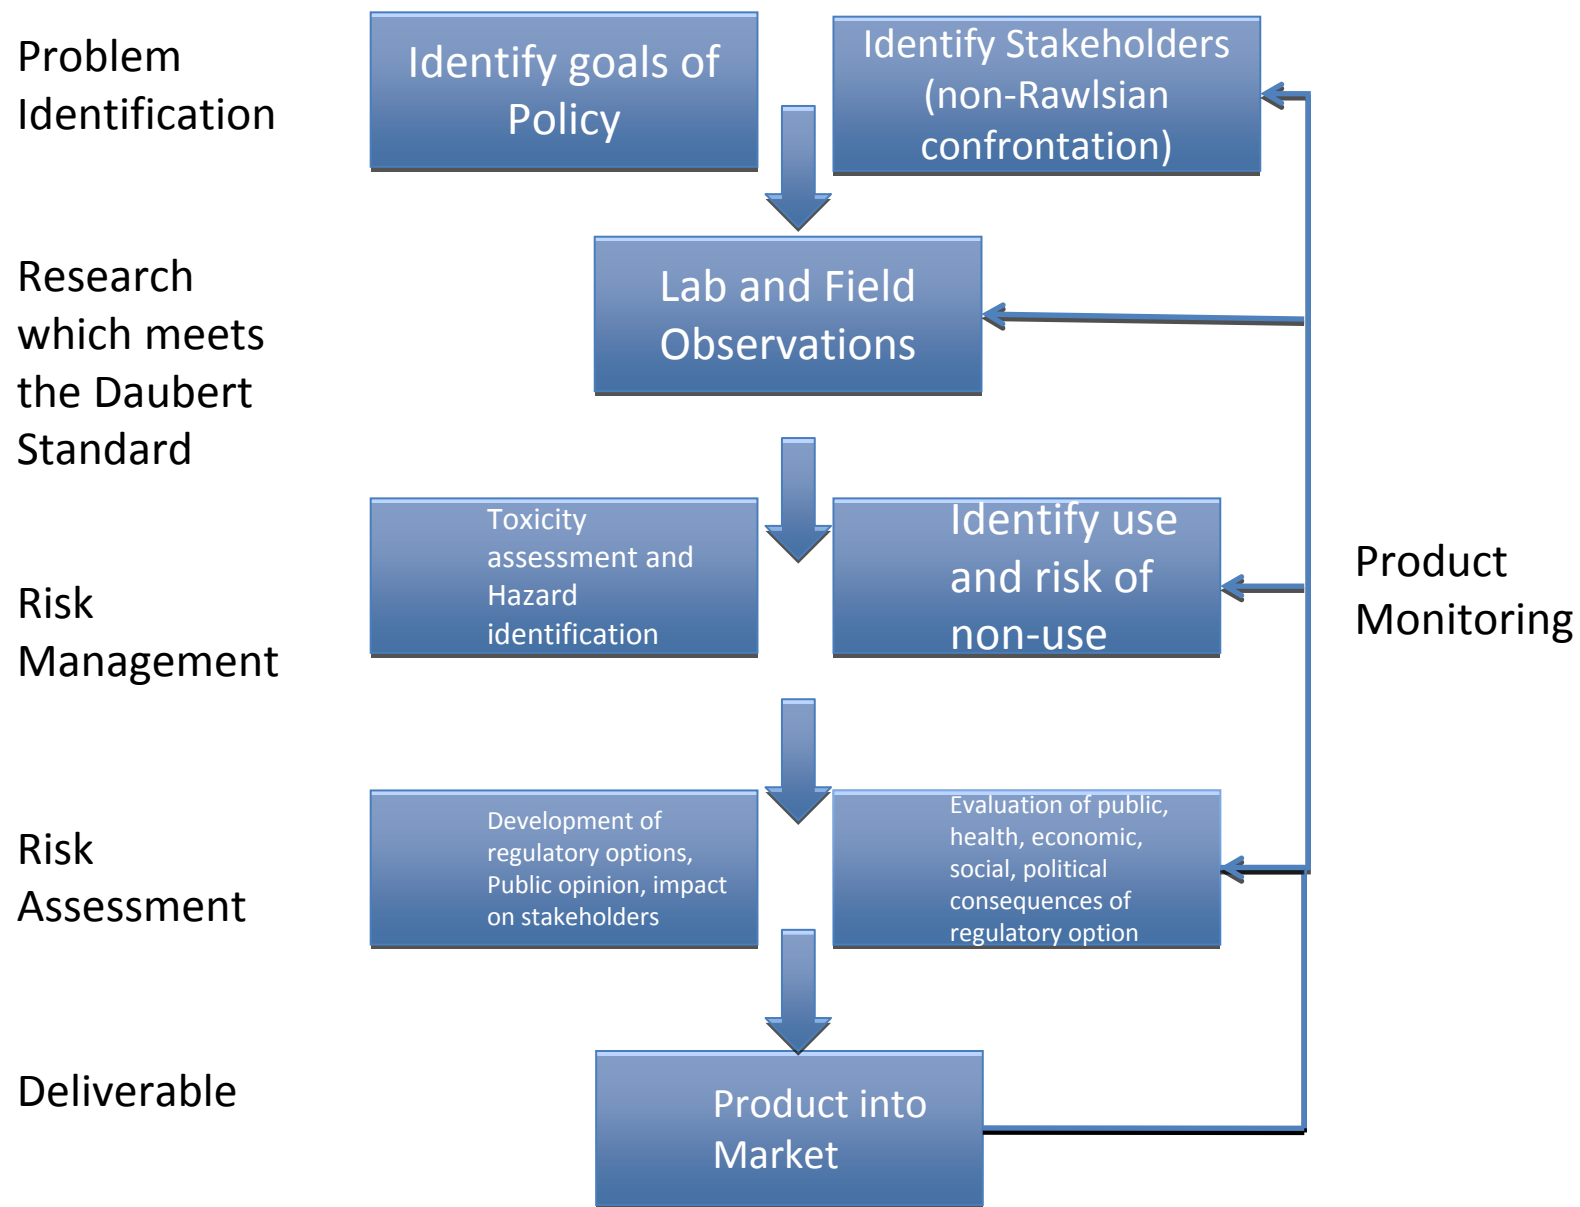 Problem
Identification
Identify goals of
Policy
Identify Stakeholders
(non-Rawlsian
confrontation)
Research
which meets
the Daubert
Standard
Lab and Field
Observations
Risk
Management
Toxicity
assessment and
Hazard
identification
Identify use
and risk of
non-use
Product
Monitoring
Risk
Assessment
Development of
regulatory options,
Public opinion, impact
on stakeholders
Evaluation of public,
health, economic,
social, political
consequences of
regulatory option
Deliverable
Product into
Market